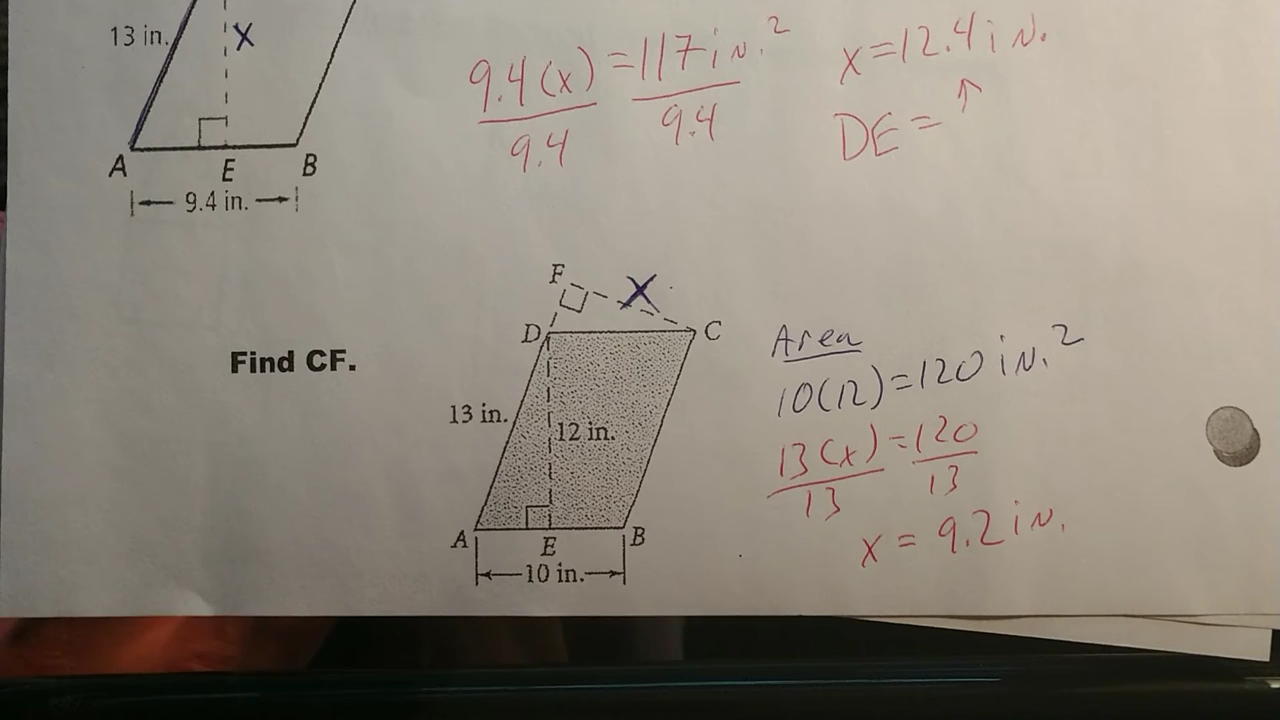 13 in.
X
A
E
B
9.4 in.
9.4(x) = 117 in.²
9.4 9.4
x = 12.4 in.
DE = ↑
Find CF.
F
X
D
C
13 in.
12 in.
A
E
B
10 in.
Area
10(12) = 120 in.²
13(x) = 120
13 13
x = 9.2 in.